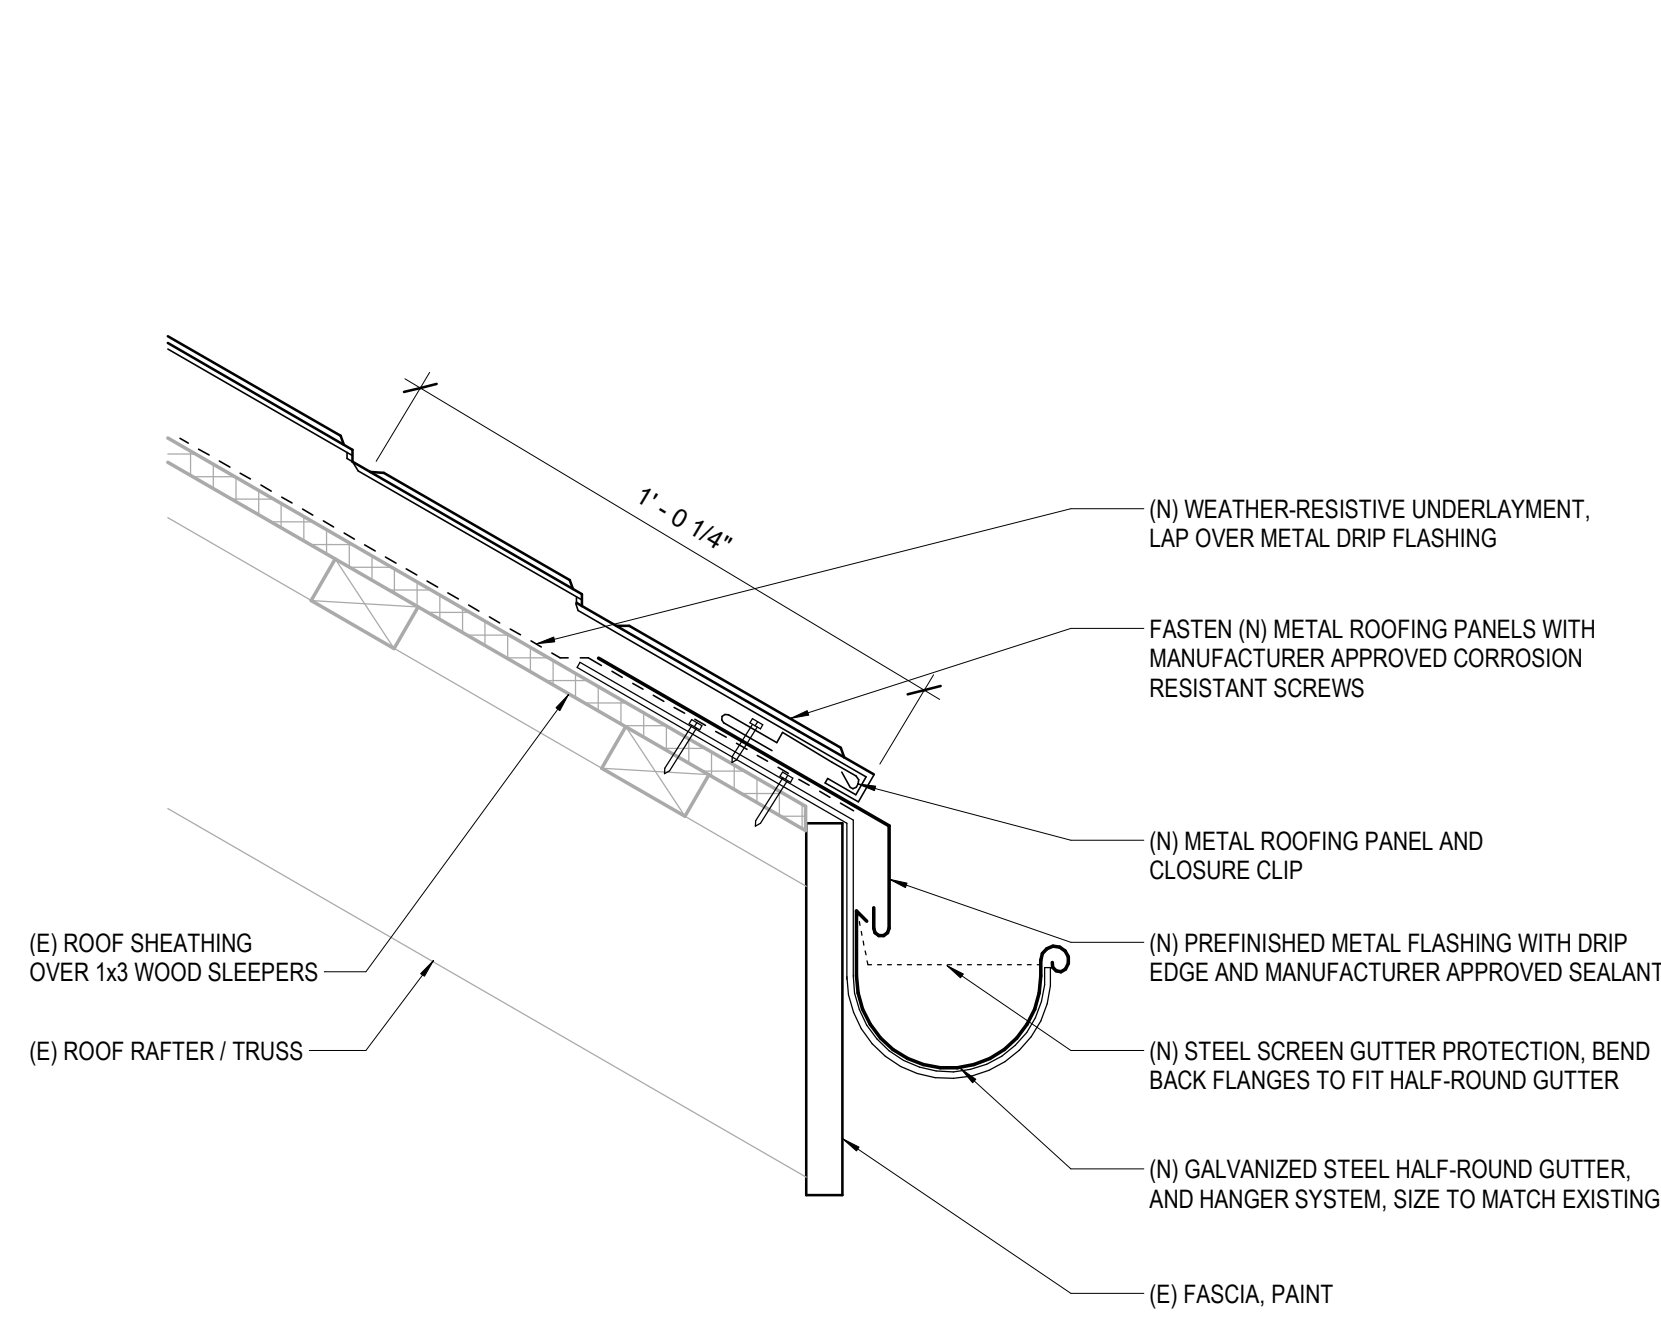 1' - 0 1/4"
(N) WEATHER-RESISTIVE UNDERLAYMENT,
LAP OVER METAL DRIP FLASHING
FASTEN (N) METAL ROOFING PANELS WITH
MANUFACTURER APPROVED CORROSION
RESISTANT SCREWS
(N) METAL ROOFING PANEL AND
CLOSURE CLIP
(N) PREFINISHED METAL FLASHING WITH DRIP
EDGE AND MANUFACTURER APPROVED SEALANT
(N) STEEL SCREEN GUTTER PROTECTION, BEND
BACK FLANGES TO FIT HALF-ROUND GUTTER
(N) GALVANIZED STEEL HALF-ROUND GUTTER,
AND HANGER SYSTEM, SIZE TO MATCH EXISTING
(E) FASCIA, PAINT
(E) ROOF SHEATHING
OVER 1x3 WOOD SLEEPERS
(E) ROOF RAFTER / TRUSS